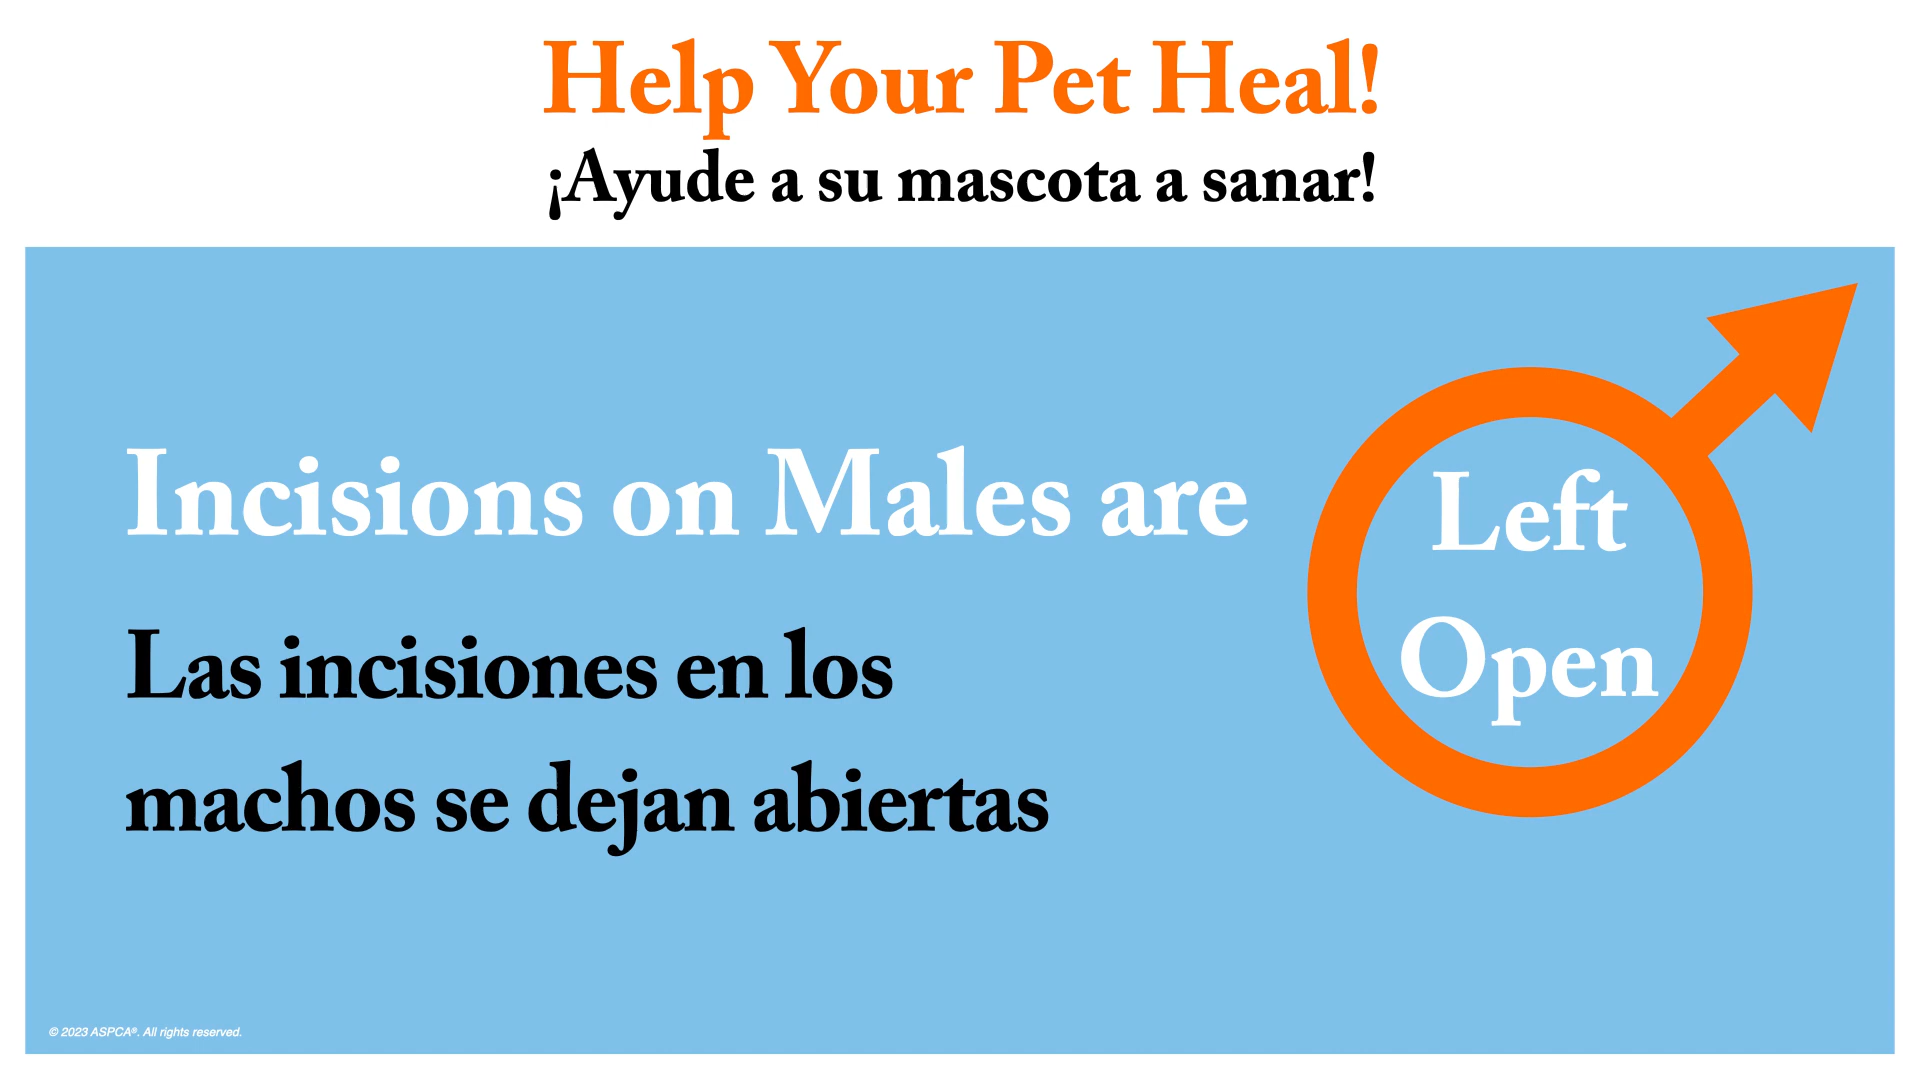 Help Your Pet Heal!
¡Ayude a su mascota a sanar!
Incisions on Males are
Left
Open
Las incisiones en los
machos se dejan abiertas
© 2023 ASPCA®. All rights reserved.